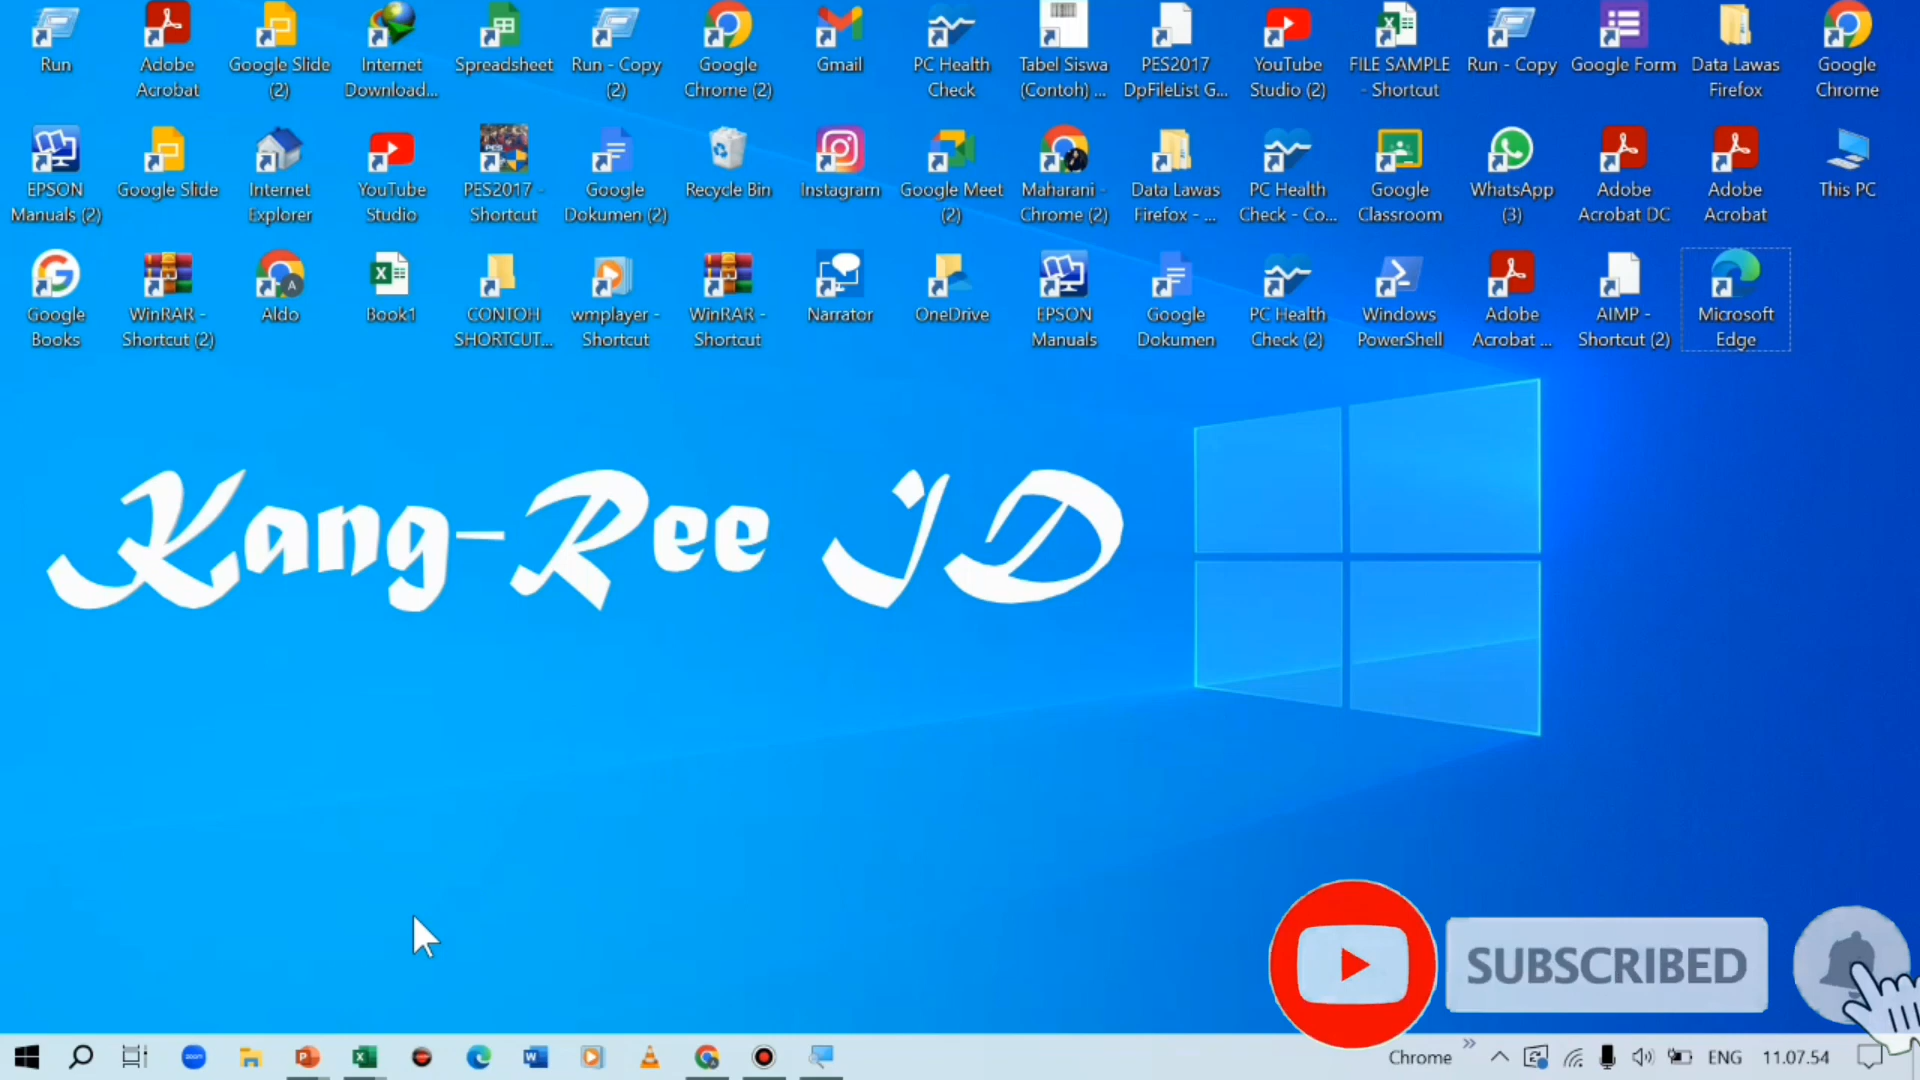 Run
Adobe
Acrobat
Google Slide
(2)
Internet
Download...
Spreadsheet
Run - Copy
(2)
Google
Chrome (2)
Gmail
PC Health
Check
Tabel Siswa
(Contoh) ...
PES2017
DpFileList G...
YouTube
Studio (2)
FILE SAMPLE
- Shortcut
Run - Copy
Google Form
Data Lawas
Firefox
Google
Chrome
EPSON
Manuals (2)
Google Slide
Internet
Explorer
YouTube
Studio
PES2017 -
Shortcut
Google
Dokumen (2)
Recycle Bin
Instagram
Google Meet
(2)
Maharani -
Chrome (2)
Data Lawas
Firefox - ...
PC Health
Check - Co...
Google
Classroom
WhatsApp
(3)
Adobe
Acrobat DC
Adobe
Acrobat
This PC
Google
Books
WinRAR -
Shortcut (2)
Aldo
Book1
CONTOH
SHORTCUT...
wmplayer -
Shortcut
WinRAR -
Shortcut
Narrator
OneDrive
EPSON
Manuals
Google
Dokumen
PC Health
Check (2)
Windows
PowerShell
Adobe
Acrobat ...
AIMP -
Shortcut (2)
Microsoft
Edge
Kang-Ree ID
SUBSCRIBED
Chrome
ENG
11.07.54